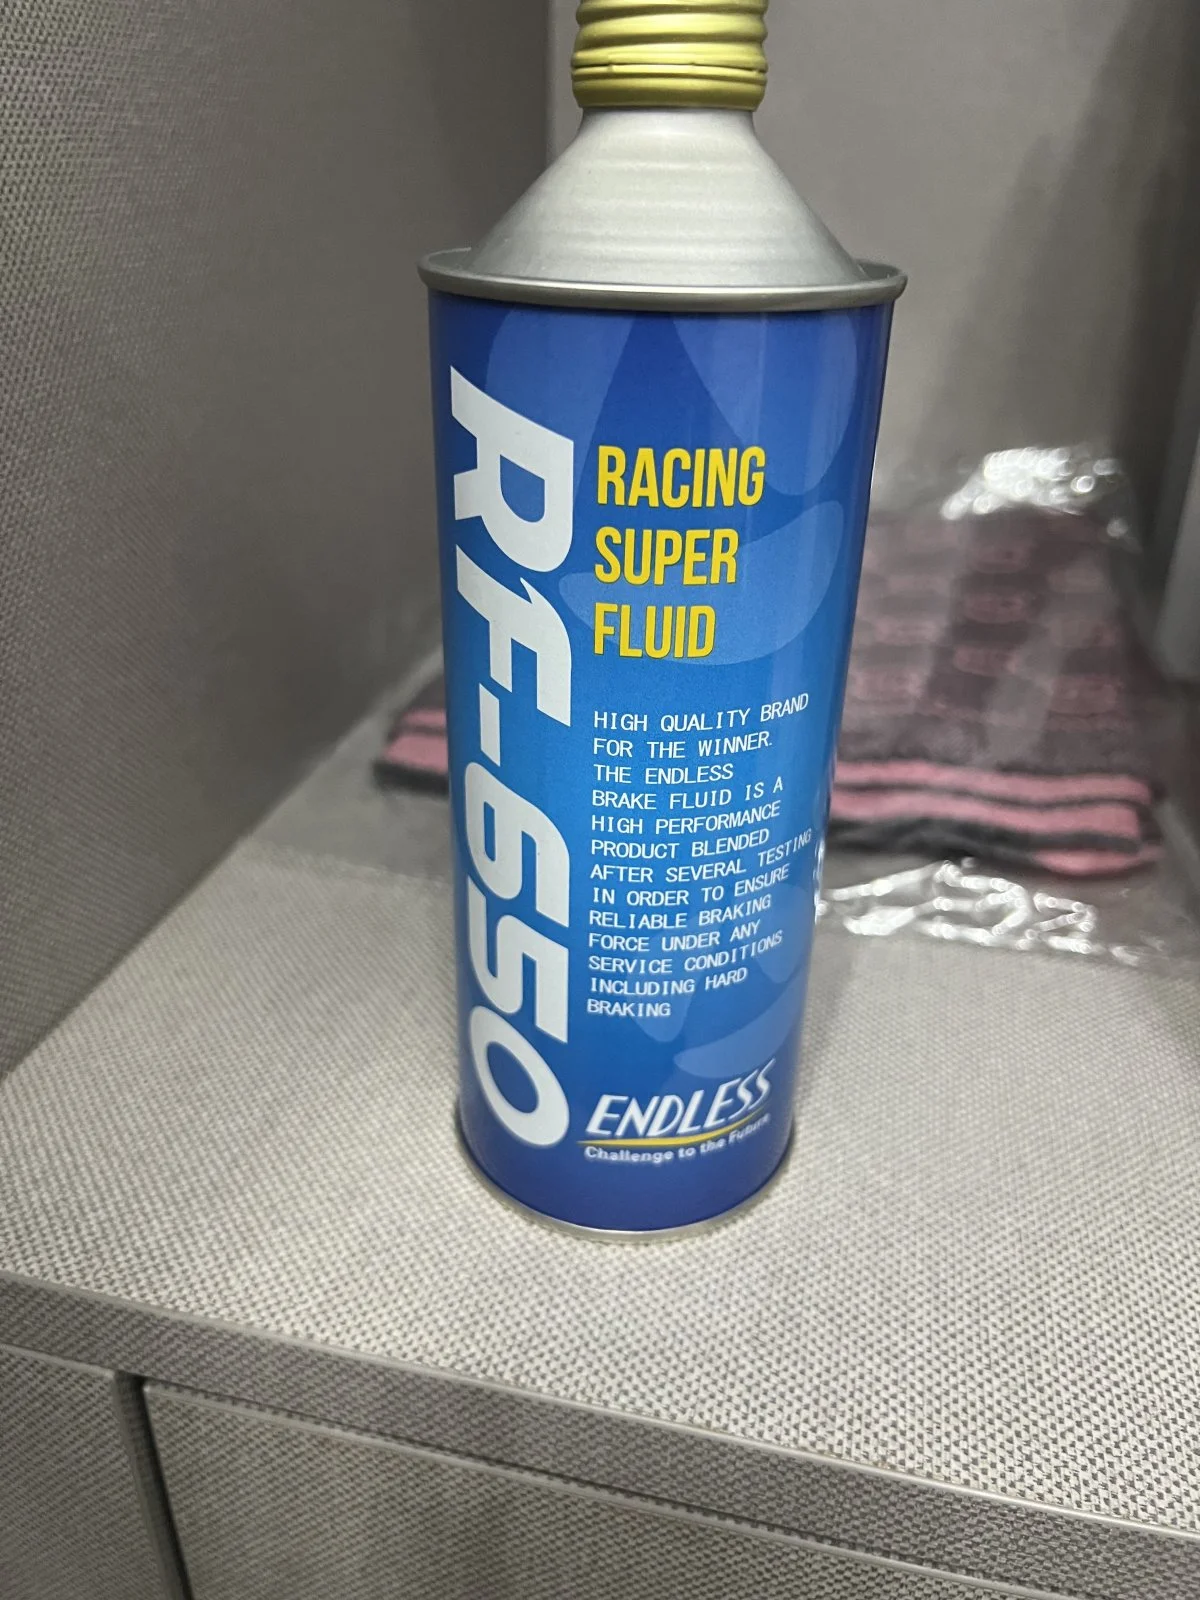 RF-650
RACING
SUPER
FLUID
HIGH QUALITY BRAND
FOR THE WINNER.
THE ENDLESS
BRAKE FLUID IS A
HIGH PERFORMANCE
PRODUCT BLENDED
AFTER SEVERAL TESTING
IN ORDER TO ENSURE
RELIABLE BRAKING
FORCE UNDER ANY
SERVICE CONDITIONS
INCLUDING HARD
BRAKING
ENDLESS
Challenge to the Future